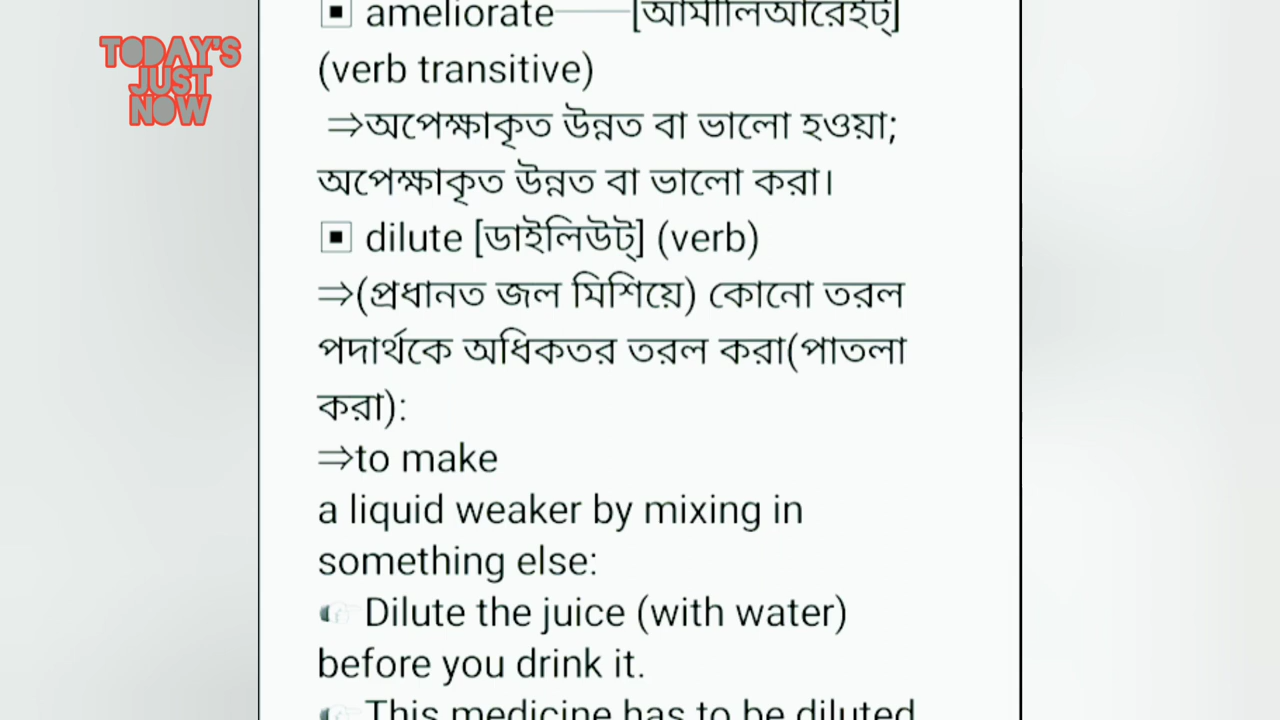 TODAY'S
JUST
NOW
▣ ameliorate——[আমীলিআরেইট্]
(verb transitive)
⇒অপেক্ষাকৃত উন্নত বা ভালো হওয়া;
অপেক্ষাকৃত উন্নত বা ভালো করা।
▣ dilute [ডাইলিউট্] (verb)
⇒(প্রধানত জল মিশিয়ে) কোনো তরল
পদার্থকে অধিকতর তরল করা(পাতলা
করা):
⇒to make
a liquid weaker by mixing in
something else:
☞ Dilute the juice (with water)
before you drink it.
☞ This medicine has to be diluted